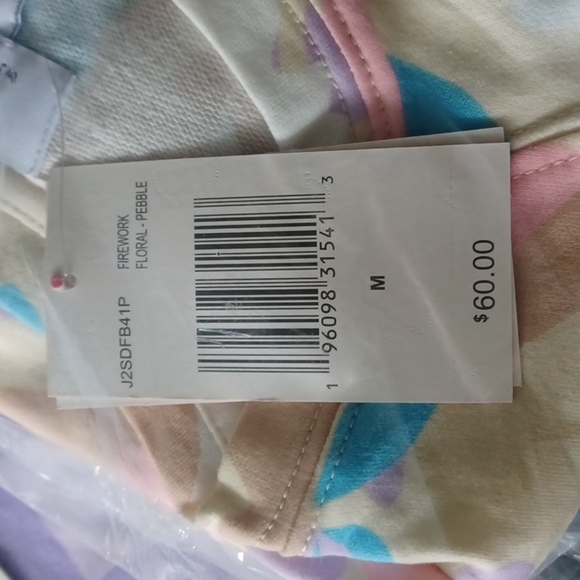 J2SDFB41P
FIREWORK
FLORAL - PEBBLE
1 96098 31541 3
M
$60.00